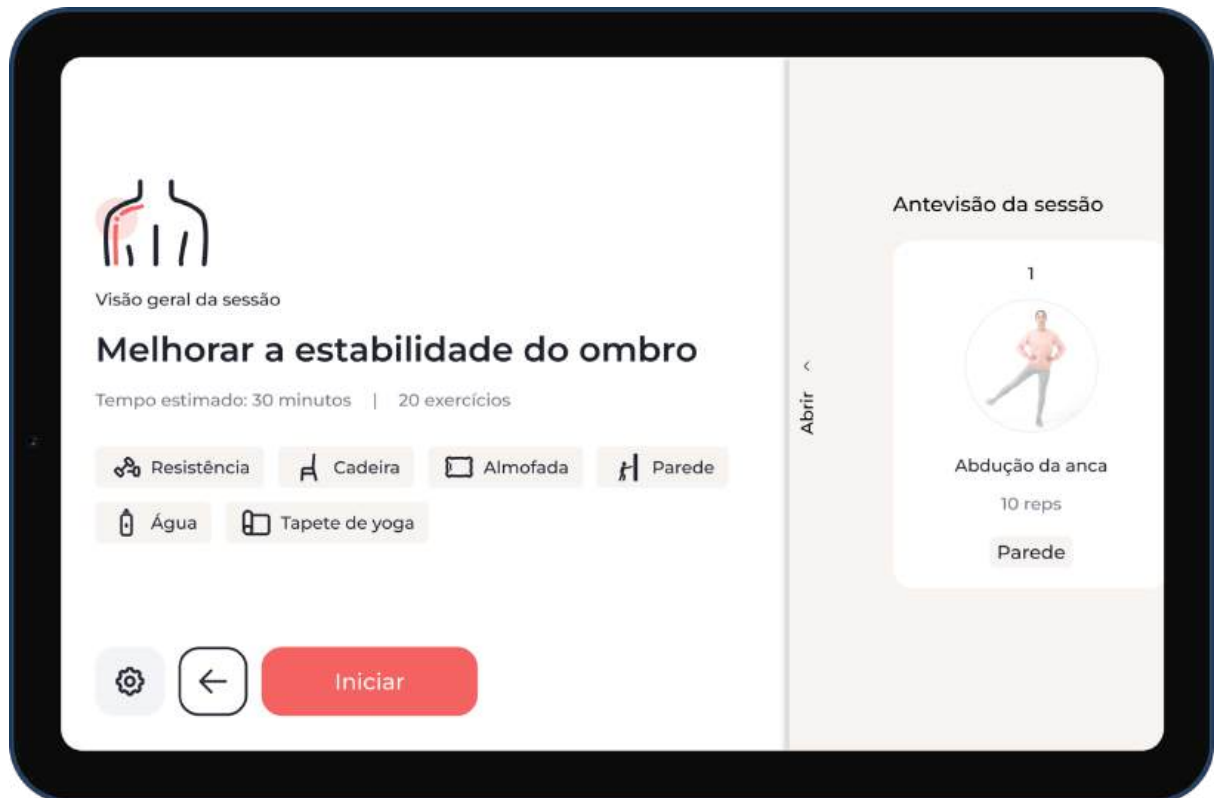 Visão geral da sessão
Melhorar a estabilidade do ombro
Tempo estimado: 30 minutos | 20 exercícios
Resistência Cadeira Almofada Parede
Água Tapete de yoga
Iniciar
Abrir
Antevisão da sessão
1
Abdução da anca
10 reps
Parede